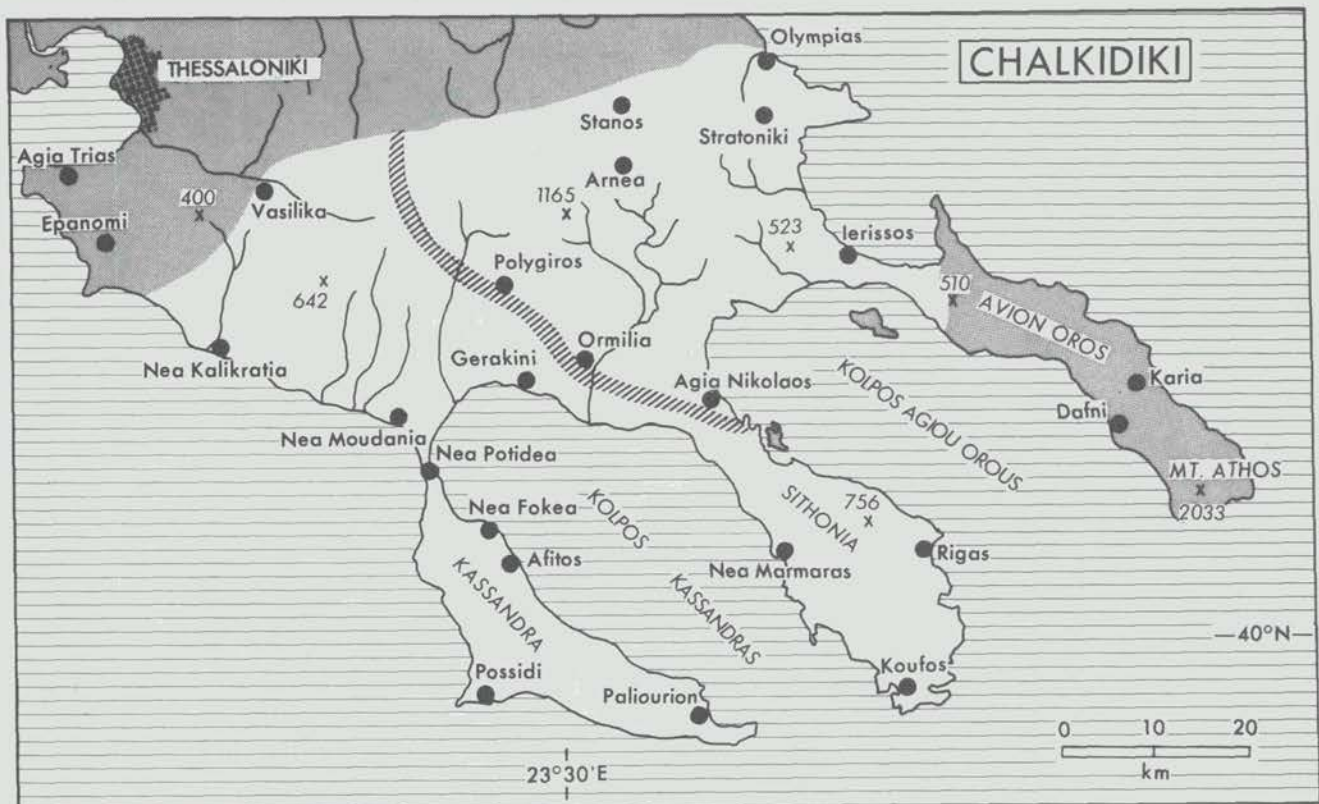 Olympias
CHALKIDIKI
THESSALONIKI
Stanos
Stratoniki
Agia Trias
Arnea
400
Vasilika
1165
Epanomi
523
Ierissos
Polygiros
642
510
AVION OROS
Ormilia
Nea Kalikratia
Gerakini
Agia Nikolaos
KOLPOS AGIOU OROUS
Karia
Dafni
Nea Moudania
Nea Potidea
MT. ATHOS
2033
Nea Fokea
KOLPOS
SITHONIA
756
Afitos
Nea Marmaras
Rigas
KASSANDRA
KASSANDRAS
40°N
Possidi
Koufos
Paliourion
0 10 20
km
23°30'E